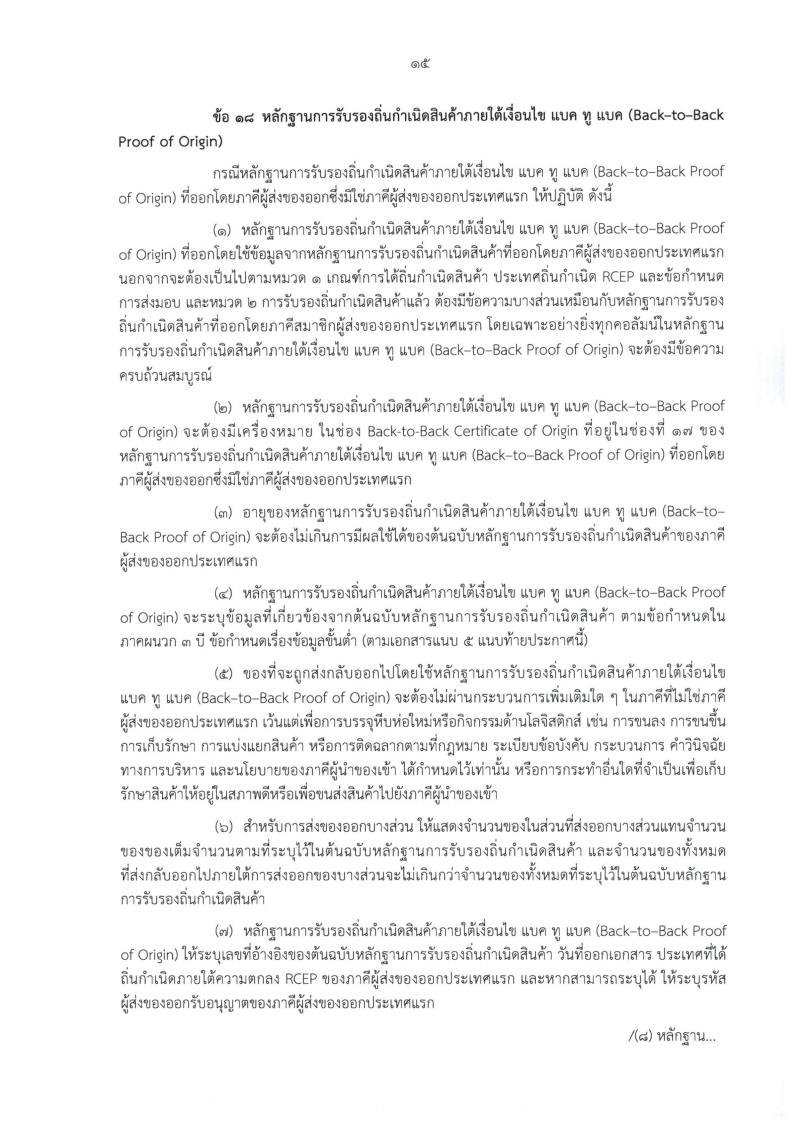 ๑๕
ข้อ ๑๘ หลักฐานการรับรองถิ่นกำเนิดสินค้าภายใต้เงื่อนไข แบค ทู แบค (Back–to–Back
Proof of Origin)
กรณีหลักฐานการรับรองถิ่นกำเนิดสินค้าภายใต้เงื่อนไข แบค ทู แบค (Back–to–Back Proof
of Origin) ที่ออกโดยภาคีผู้ส่งของออกซึ่งมิใช่ภาคีผู้ส่งของออกประเทศแรก ให้ปฏิบัติ ดังนี้
(๑) หลักฐานการรับรองถิ่นกำเนิดสินค้าภายใต้เงื่อนไข แบค ทู แบค (Back–to–Back Proof
of Origin) ที่ออกโดยใช้ข้อมูลจากหลักฐานการรับรองถิ่นกำเนิดสินค้าที่ออกโดยภาคีผู้ส่งของออกประเทศแรก
นอกจากจะต้องเป็นไปตามหมวด ๑ เกณฑ์การได้ถิ่นกำเนิดสินค้า ประเทศถิ่นกำเนิด RCEP และข้อกำหนด
การส่งมอบ และหมวด ๒ การรับรองถิ่นกำเนิดสินค้าแล้ว ต้องมีข้อความบางส่วนเหมือนกับหลักฐานการรับรอง
ถิ่นกำเนิดสินค้าที่ออกโดยภาคีสมาชิกผู้ส่งของออกประเทศแรก โดยเฉพาะอย่างยิ่งทุกคอลัมน์ในหลักฐาน
การรับรองถิ่นกำเนิดสินค้าภายใต้เงื่อนไข แบค ทู แบค (Back–to–Back Proof of Origin) จะต้องมีข้อความ
ครบถ้วนสมบูรณ์
(๒) หลักฐานการรับรองถิ่นกำเนิดสินค้าภายใต้เงื่อนไข แบค ทู แบค (Back–to–Back Proof
of Origin) จะต้องมีเครื่องหมาย ในช่อง Back-to-Back Certificate of Origin ที่อยู่ในช่องที่ ๑๗ ของ
หลักฐานการรับรองถิ่นกำเนิดสินค้าภายใต้เงื่อนไข แบค ทู แบค (Back–to–Back Proof of Origin) ที่ออกโดย
ภาคีผู้ส่งของออกซึ่งมิใช่ภาคีผู้ส่งของออกประเทศแรก
(๓) อายุของหลักฐานการรับรองถิ่นกำเนิดสินค้าภายใต้เงื่อนไข แบค ทู แบค (Back–to–
Back Proof of Origin) จะต้องไม่เกินการมีผลใช้ได้ของต้นฉบับหลักฐานการรับรองถิ่นกำเนิดสินค้าของภาคี
ผู้ส่งของออกประเทศแรก
(๔) หลักฐานการรับรองถิ่นกำเนิดสินค้าภายใต้เงื่อนไข แบค ทู แบค (Back–to–Back Proof
of Origin) จะระบุข้อมูลที่เกี่ยวข้องจากต้นฉบับหลักฐานการรับรองถิ่นกำเนิดสินค้า ตามข้อกำหนดใน
ภาคผนวก ๓ บี ข้อกำหนดเรื่องข้อมูลขั้นต่ำ (ตามเอกสารแนบ ๕ แนบท้ายประกาศนี้)
(๕) ของที่จะถูกส่งกลับออกไปโดยใช้หลักฐานการรับรองถิ่นกำเนิดสินค้าภายใต้เงื่อนไข
แบค ทู แบค (Back–to–Back Proof of Origin) จะต้องไม่ผ่านกระบวนการเพิ่มเติมใด ๆ ในภาคีที่ไม่ใช่ภาคี
ผู้ส่งของออกประเทศแรก เว้นแต่เพื่อการบรรจุหีบห่อใหม่หรือกิจกรรมด้านโลจิสติกส์ เช่น การขนลง การขนขึ้น
การเก็บรักษา การแบ่งแยกสินค้า หรือการติดฉลากตามที่กฎหมาย ระเบียบข้อบังคับ กระบวนการ คำวินิจฉัย
ทางการบริหาร และนโยบายของภาคีผู้นำของเข้า ได้กำหนดไว้เท่านั้น หรือการกระทำอื่นใดที่จำเป็นเพื่อเก็บ
รักษาสินค้าให้อยู่ในสภาพดีหรือเพื่อขนส่งสินค้าไปยังภาคีผู้นำของเข้า
(๖) สำหรับการส่งของออกบางส่วน ให้แสดงจำนวนของในส่วนที่ส่งออกบางส่วนแทนจำนวน
ของของเต็มจำนวนตามที่ระบุไว้ในต้นฉบับหลักฐานการรับรองถิ่นกำเนิดสินค้า และจำนวนของทั้งหมด
ที่ส่งกลับออกไปภายใต้การส่งออกของบางส่วนจะไม่เกินกว่าจำนวนของทั้งหมดที่ระบุไว้ในต้นฉบับหลักฐาน
การรับรองถิ่นกำเนิดสินค้า
(๗) หลักฐานการรับรองถิ่นกำเนิดสินค้าภายใต้เงื่อนไข แบค ทู แบค (Back–to–Back Proof
of Origin) ให้ระบุเลขที่อ้างอิงของต้นฉบับหลักฐานการรับรองถิ่นกำเนิดสินค้า วันที่ออกเอกสาร ประเทศที่ได้
ถิ่นกำเนิดภายใต้ความตกลง RCEP ของภาคีผู้ส่งของออกประเทศแรก และหากสามารถระบุได้ ให้ระบุรหัส
ผู้ส่งของออกรับอนุญาตของภาคีผู้ส่งของออกประเทศแรก
/(๘) หลักฐาน...